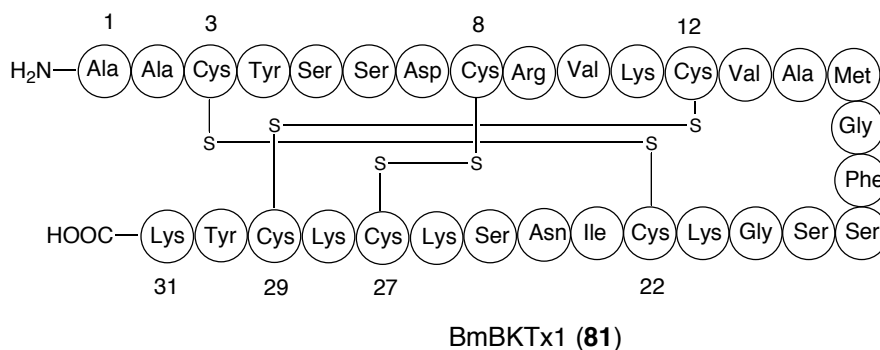 1 3 8 12
H₂N Ala Ala Cys Tyr Ser Ser Asp Cys Arg Val Lys Cys Val Ala Met
Gly
S S
S S S S
Phe
HOOC Lys Tyr Cys Lys Cys Lys Ser Asn Ile Cys Lys Gly Ser Ser
31 29 27 22
BmBKTx1 (81)